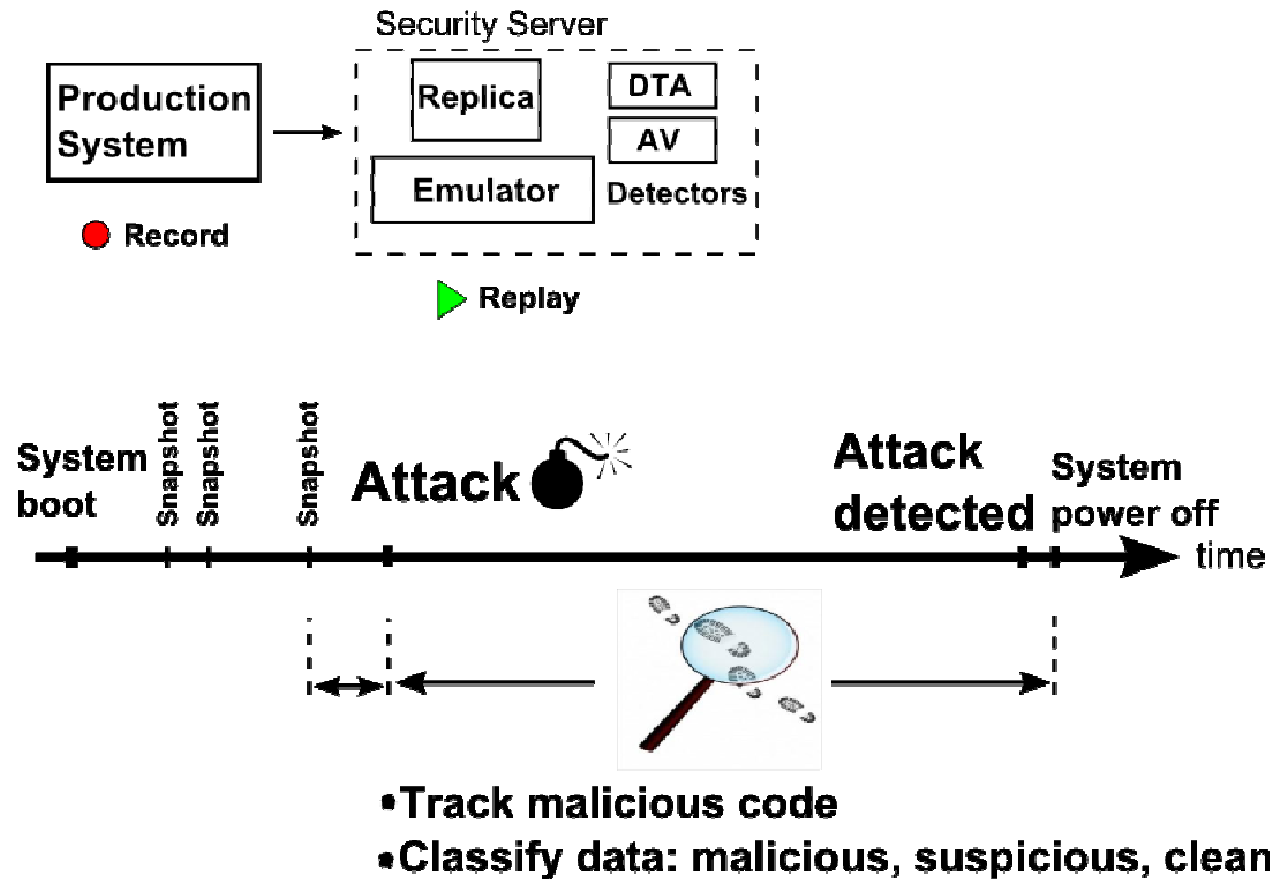 Security Server
Production
System
Replica
DTA
AV
Emulator
Detectors
Record
Replay
System
boot
Snapshot
Snapshot
Snapshot
Attack
Attack
detected
System
power off
time
•Track malicious code
•Classify data: malicious, suspicious, clean